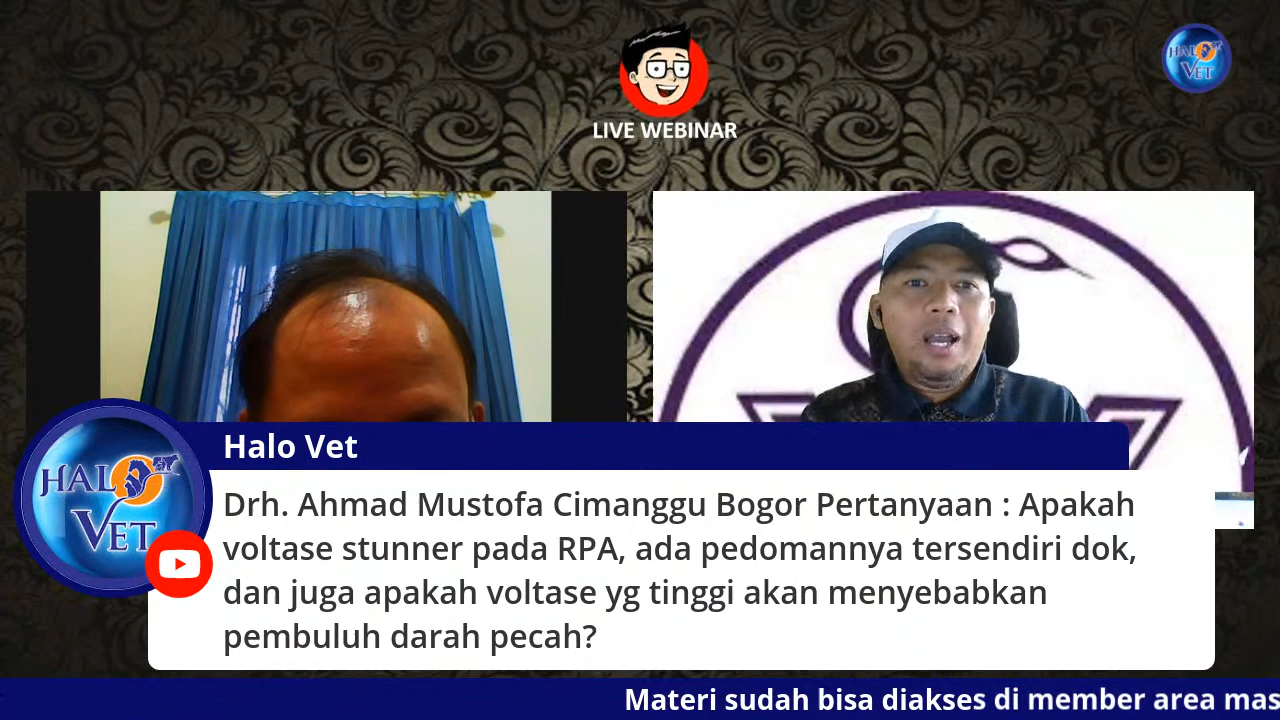 HALO
VET
LIVE WEBINAR
Halo Vet
HALO
VET
Drh. Ahmad Mustofa Cimanggu Bogor Pertanyaan : Apakah
voltase stunner pada RPA, ada pedomannya tersendiri dok,
dan juga apakah voltase yg tinggi akan menyebabkan
pembuluh darah pecah?
Materi sudah bisa diakses di member area mas